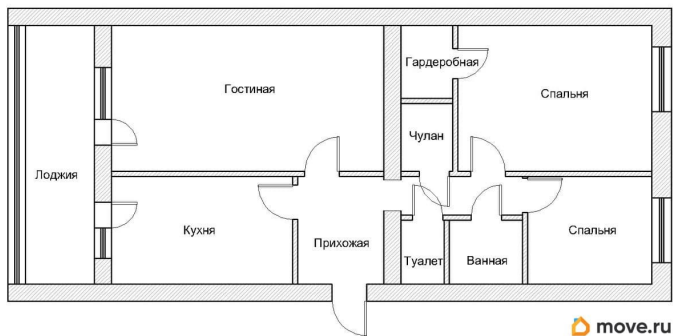 Гардеробная
Гостиная
Спальня
Чулан
Лоджия
Кухня
Прихожая
Туалет
Ванная
Спальня
move.ru